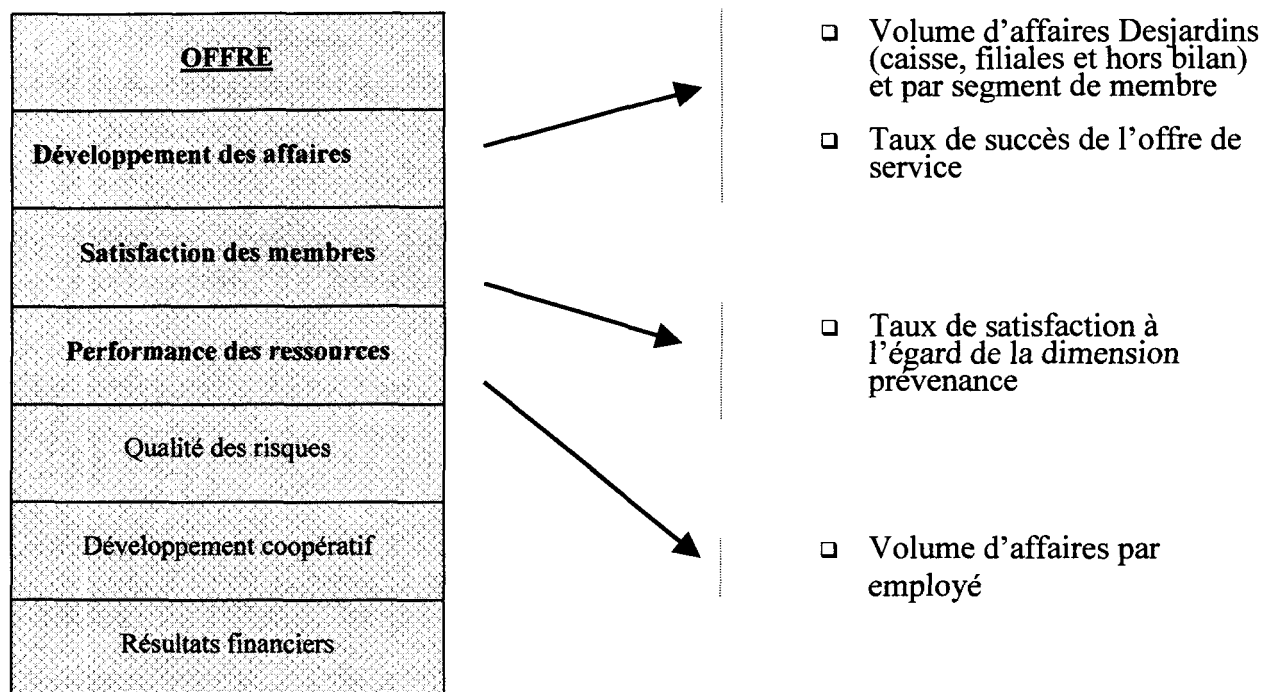 OFFRE
Développement des affaires
Satisfaction des membres
Performance des ressources
Qualité des risques
Développement coopératif
Résultats financiers
❑ Volume d'affaires Desjardins
(caisse, filiales et hors bilan)
et par segment de membre
❑ Taux de succès de l'offre de
service
❑ Taux de satisfaction à
l'égard de la dimension
prévenance
❑ Volume d'affaires par
employé